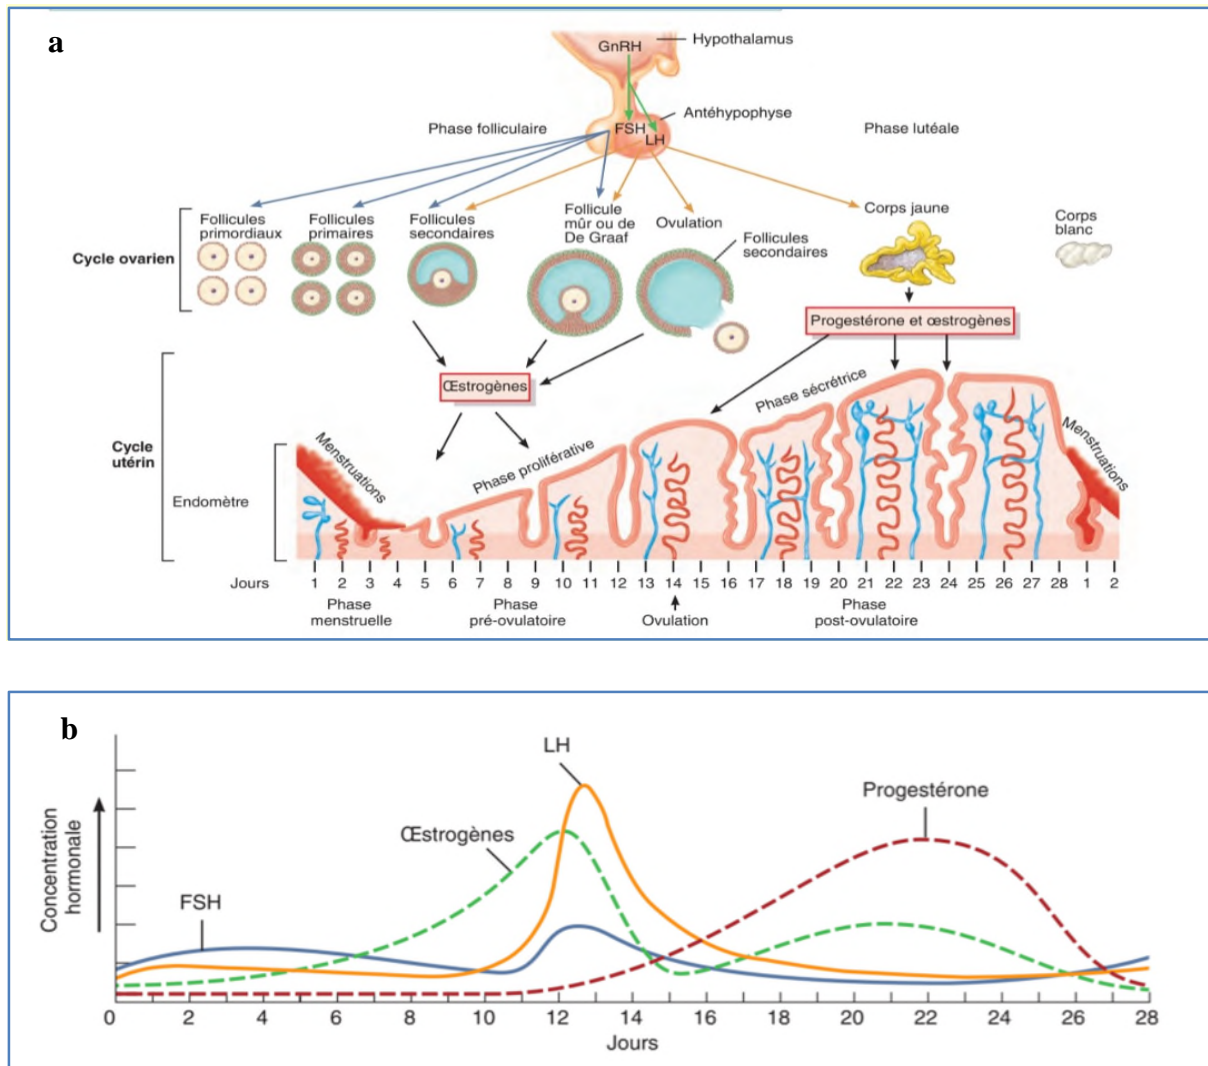 a
GnRH
Hypothalamus
Antéhypophyse
Phase folliculaire
FSH
LH
Phase lutéale
Cycle ovarien
Follicules
primordiaux
Follicules
primaires
Follicules
secondaires
Follicule
mûr ou de
De Graaf
Ovulation
Follicules
secondaires
Corps jaune
Corps
blanc
Progestérone et œstrogènes
Œstrogènes
Cycle
utérin
Endomètre
Menstruations
Phase proliférative
Phase sécrétrice
Menstruations
Jours 1 2 3 4 5 6 7 8 9 10 11 12 13 14 15 16 17 18 19 20 21 22 23 24 25 26 27 28 1 2
Phase
menstruelle
Phase
pré-ovulatoire
Ovulation
Phase
post-ovulatoire
b
Concentration
hormonale
FSH
Œstrogènes
LH
Progestérone
0 2 4 6 8 10 12 14 16 18 20 22 24 26 28
Jours